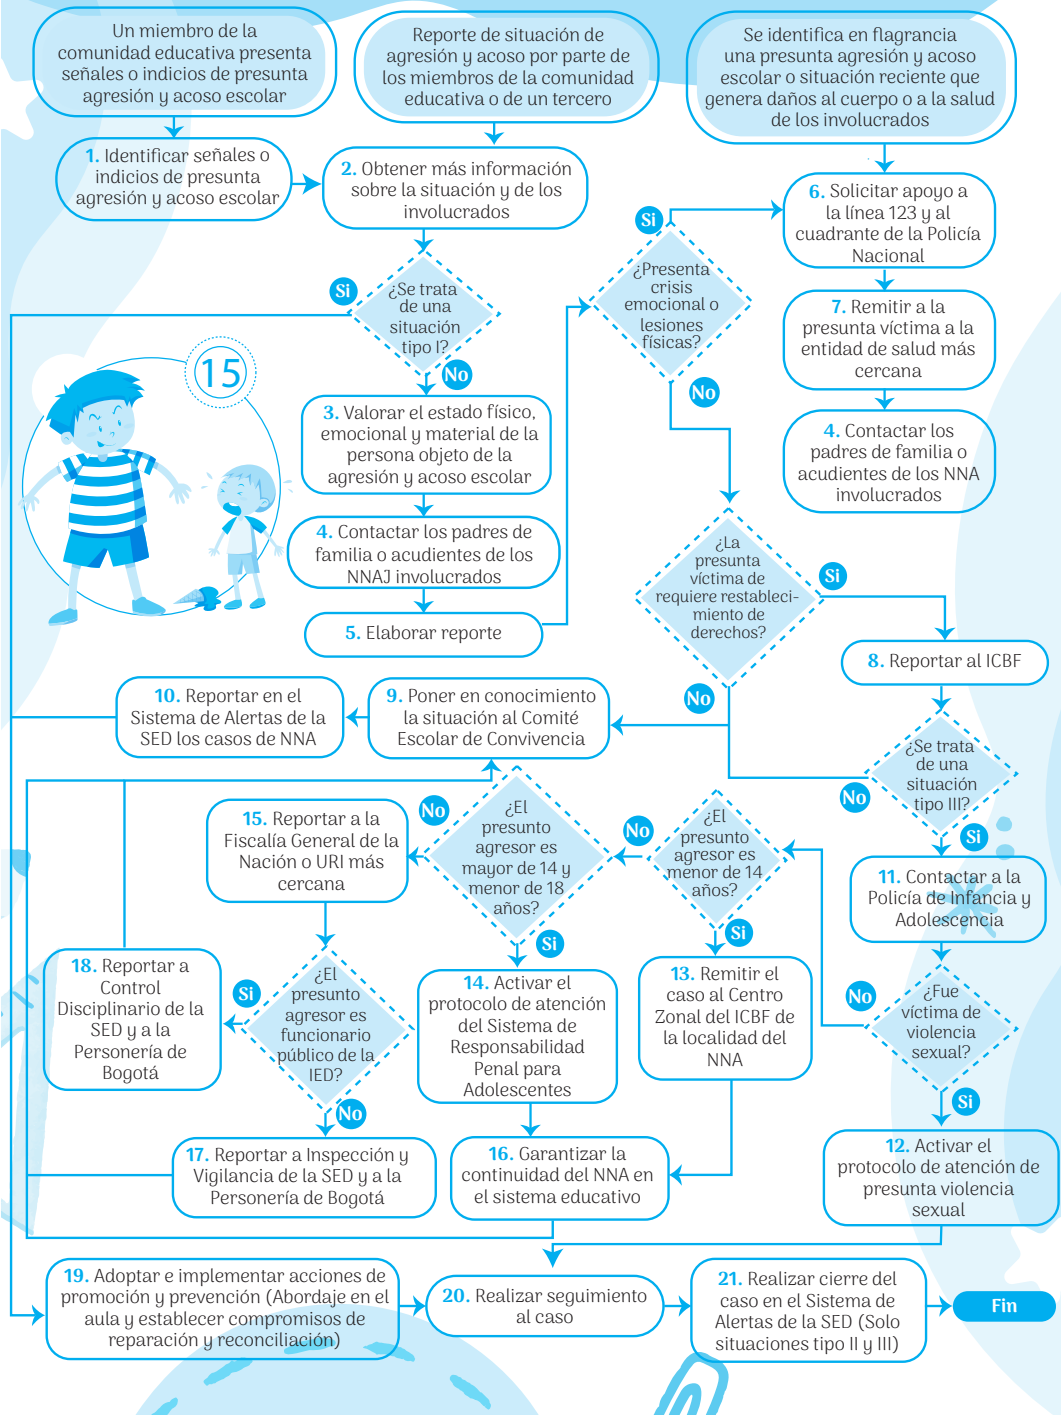 Un miembro de la
comunidad educativa presenta
señales o indicios de presunta
agresión y acoso escolar
Reporte de situación de
agresión y acoso por parte de
los miembros de la comunidad
educativa o de un tercero
Se identifica en flagrancia
una presunta agresión y acoso
escolar o situación reciente que
genera daños al cuerpo o a la salud
de los involucrados
1. Identificar señales o
indicios de presunta
agresión y acoso escolar
2. Obtener más información
sobre la situación y de los
involucrados
6. Solicitar apoyo a
la línea 123 y al
cuadrante de la Policía
Nacional
Si
¿Se trata
de una
situación
tipo I?
No
Si
¿Presenta
crisis
emocional o
lesiones
físicas?
No
7. Remitir a la
presunta víctima a la
entidad de salud más
cercana
15
3. Valorar el estado físico,
emocional y material de la
persona objeto de la
agresión y acoso escolar
4. Contactar los
padres de familia o
acudientes de los NNA
involucrados
4. Contactar los padres de
familia o acudientes de los
NNAJ involucrados
5. Elaborar reporte
¿La
presunta
víctima de
requiere restableci-
miento de
derechos?
Si
No
8. Reportar al ICBF
10. Reportar en el
Sistema de Alertas de la
SED los casos de NNA
9. Poner en conocimiento
la situación al Comité
Escolar de Convivencia
¿Se trata
de una
situación
tipo III?
No
Si
15. Reportar a la
Fiscalía General de la
Nación o URI más
cercana
No
¿El
presunto
agresor es
mayor de 14 y
menor de 18
años?
Si
No
¿El
presunto
agresor es
menor de 14
años?
Si
11. Contactar a la
Policía de Infancia y
Adolescencia
18. Reportar a
Control
Disciplinario de la
SED y a la
Personería de
Bogotá
Si
¿El
presunto
agresor es
funcionario
público de la
IED?
No
14. Activar el
protocolo de atención
del Sistema de
Responsabilidad
Penal para
Adolescentes
13. Remitir el
caso al Centro
Zonal del ICBF de
la localidad del
NNA
No
¿Fue
víctima de
violencia
sexual?
Si
17. Reportar a Inspección y
Vigilancia de la SED y a la
Personería de Bogotá
16. Garantizar la
continuidad del NNA en
el sistema educativo
12. Activar el
protocolo de atención de
presunta violencia
sexual
19. Adoptar e implementar acciones de
promoción y prevención (Abordaje en el
aula y establecer compromisos de
reparación y reconciliación)
20. Realizar seguimiento
al caso
21. Realizar cierre del
caso en el Sistema de
Alertas de la SED (Solo
situaciones tipo II y III)
Fin